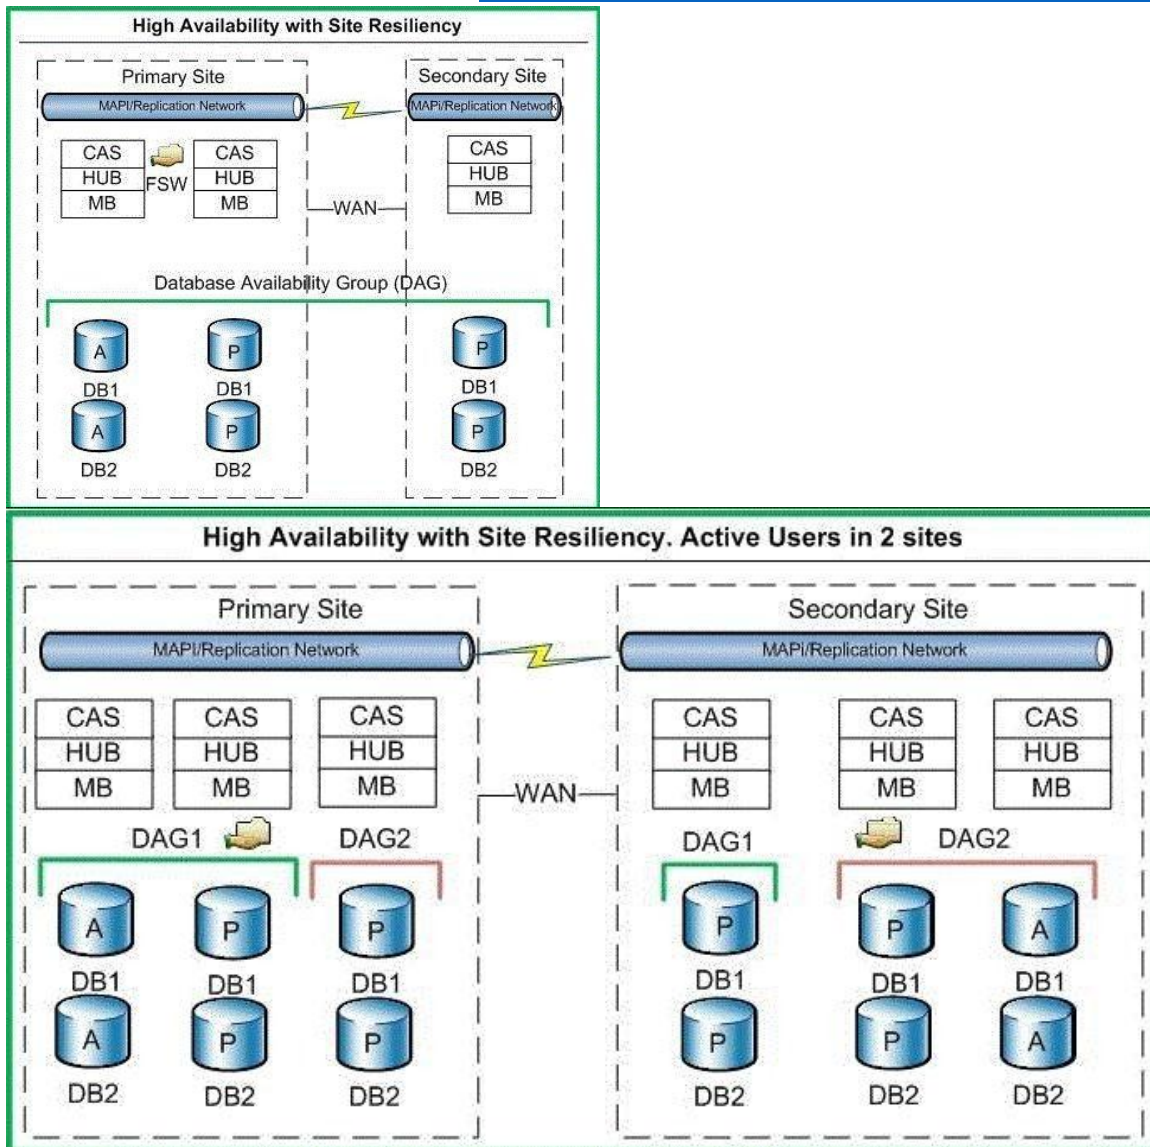 High Availability with Site Resiliency
Primary Site
Secondary Site
MAPI/Replication Network
MAPI/Replication Network
CAS
CAS
CAS
HUB
FSW
HUB
HUB
MB
MB
MB
WAN
Database Availability Group (DAG)
A
P
P
DB1
DB1
DB1
A
P
P
DB2
DB2
DB2
High Availability with Site Resiliency. Active Users in 2 sites
Primary Site
Secondary Site
MAPI/Replication Network
MAPi/Replication Network
CAS
CAS
CAS
CAS
CAS
CAS
HUB
HUB
HUB
HUB
HUB
HUB
MB
MB
MB
MB
MB
MB
WAN
DAG1
DAG2
DAG1
DAG2
A
P
P
P
P
A
DB1
DB1
DB1
DB1
DB1
DB1
A
P
P
P
P
A
DB2
DB2
DB2
DB2
DB2
DB2